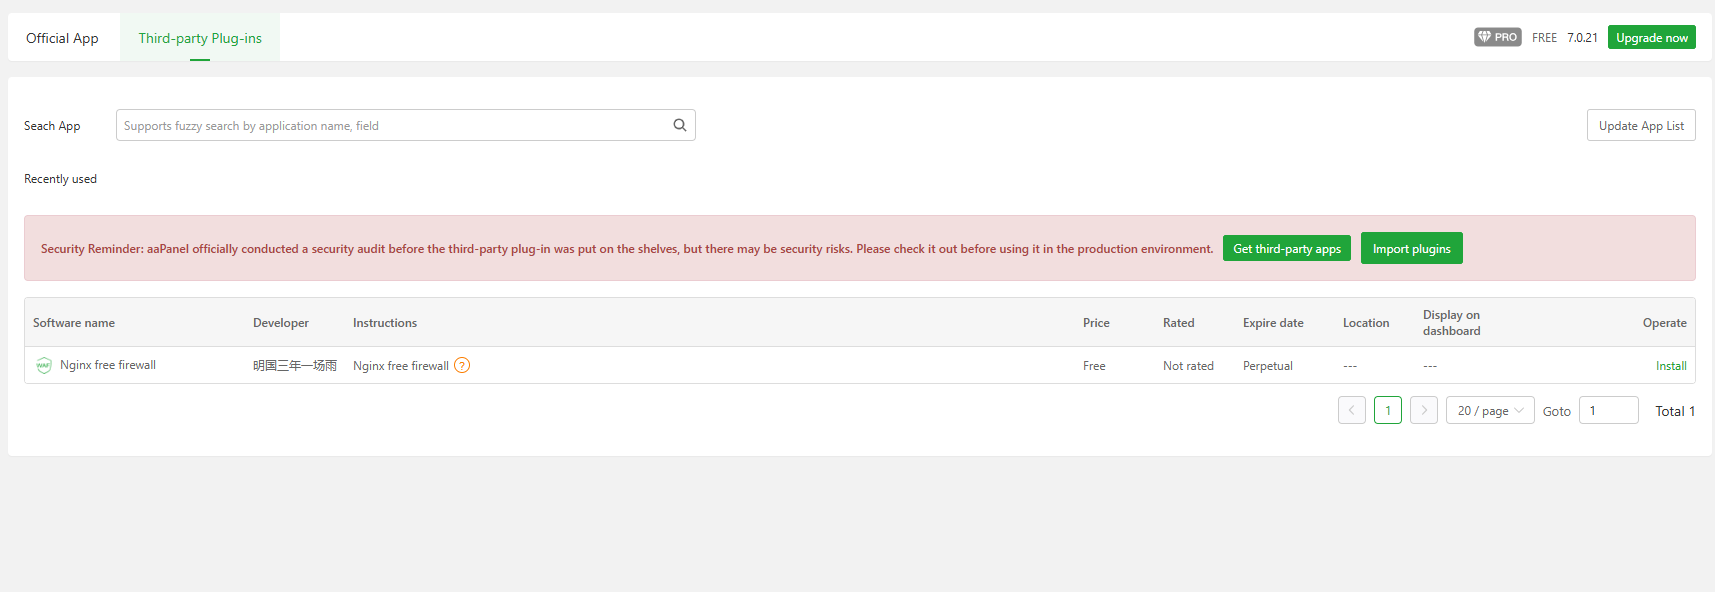 Official App
Third-party Plug-ins
PRO
FREE
7.0.21
Upgrade now
Seach App
Supports fuzzy search by application name, field
Update App List
Recently used
Security Reminder: aaPanel officially conducted a security audit before the third-party plug-in was put on the shelves, but there may be security risks. Please check it out before using it in the production environment.
Get third-party apps
Import plugins
Software name
Developer
Instructions
Price
Rated
Expire date
Location
Display on
dashboard
Operate
WAF
Nginx free firewall
明国三年一场雨
Nginx free firewall
?
Free
Not rated
Perpetual
---
---
Install
1
20 / page
Goto
1
Total 1